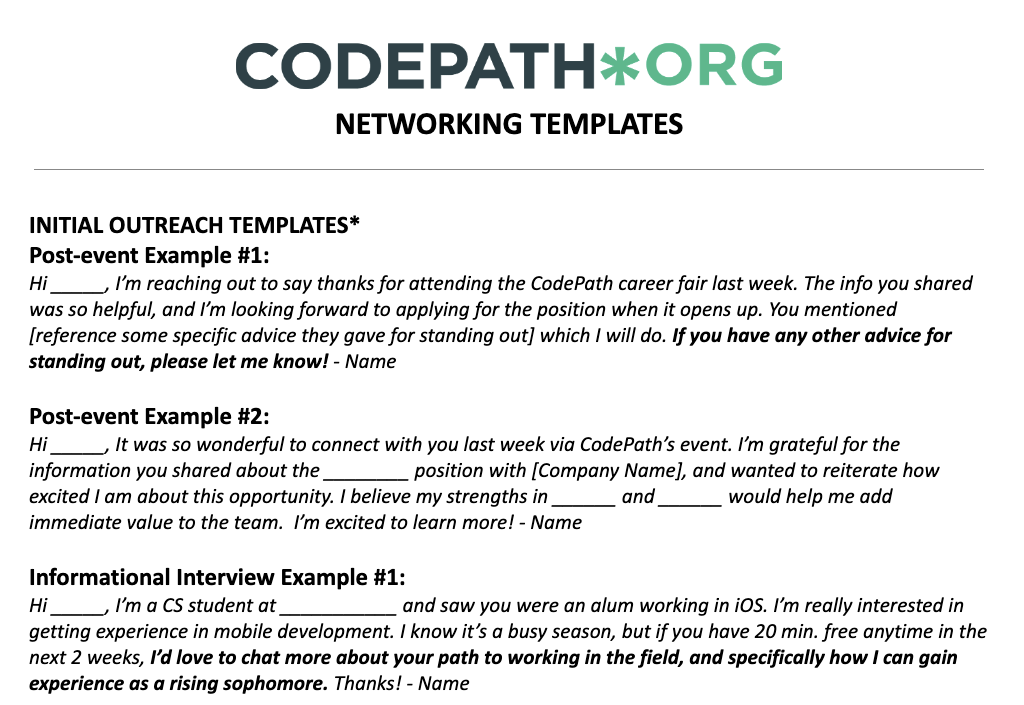 CODEPATH*ORG
NETWORKING TEMPLATES
INITIAL OUTREACH TEMPLATES*
Post-event Example #1:
Hi _____, I’m reaching out to say thanks for attending the CodePath career fair last week. The info you shared
was so helpful, and I’m looking forward to applying for the position when it opens up. You mentioned
[reference some specific advice they gave for standing out] which I will do. If you have any other advice for
standing out, please let me know! - Name
Post-event Example #2:
Hi _____, It was so wonderful to connect with you last week via CodePath’s event. I’m grateful for the
information you shared about the ________ position with [Company Name], and wanted to reiterate how
excited I am about this opportunity. I believe my strengths in ______ and ______ would help me add
immediate value to the team.  I’m excited to learn more! - Name
Informational Interview Example #1:
Hi _____, I’m a CS student at ___________ and saw you were an alum working in iOS. I’m really interested in
getting experience in mobile development. I know it’s a busy season, but if you have 20 min. free anytime in the
next 2 weeks, I’d love to chat more about your path to working in the field, and specifically how I can gain
experience as a rising sophomore. Thanks! - Name